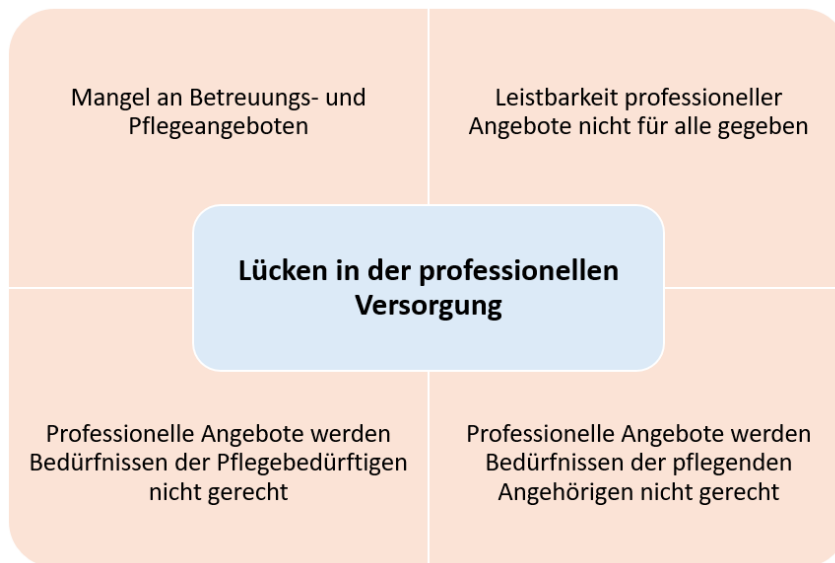 Mangel an Betreuungs- und
Pflegeangeboten
Leistbarkeit professioneller
Angebote nicht für alle gegeben
Lücken in der professionellen
Versorgung
Professionelle Angebote werden
Bedürfnissen der Pflegebedürftigen
nicht gerecht
Professionelle Angebote werden
Bedürfnissen der pflegenden
Angehörigen nicht gerecht